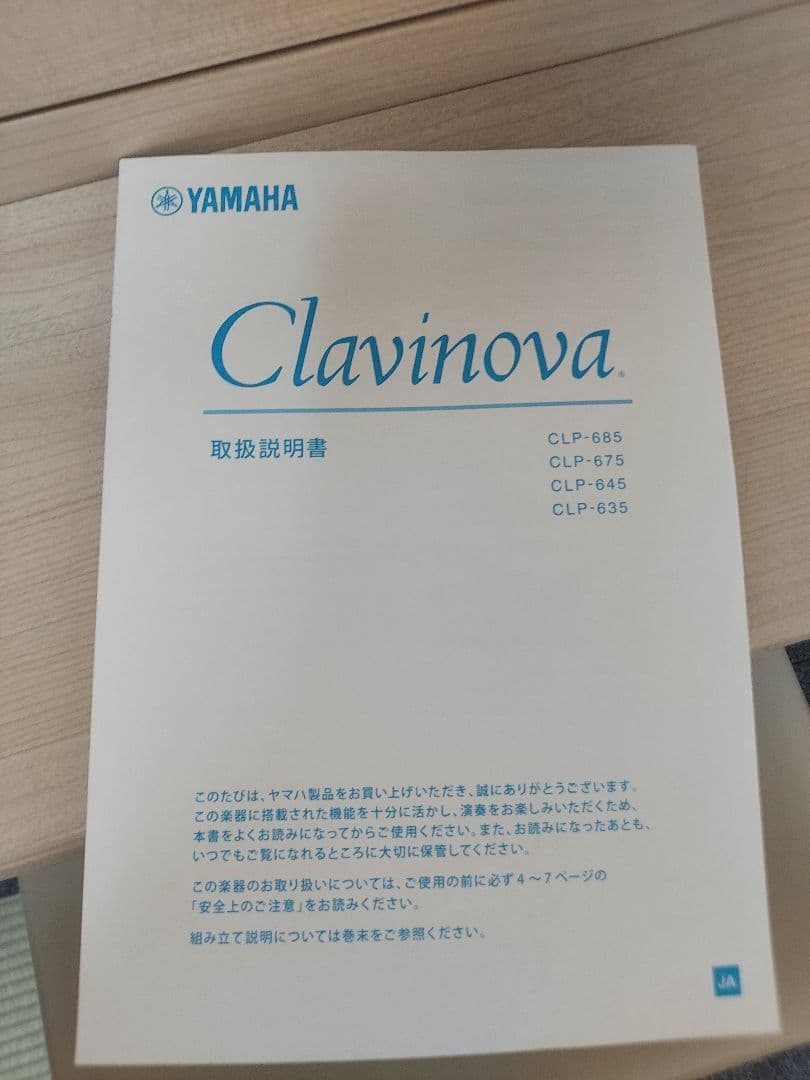 YAMAHA
Clavinova®
取扱説明書
CLP-685
CLP-675
CLP-645
CLP-635
このたびは、ヤマハ製品をお買い上げいただき、誠にありがとうございます。
この楽器に搭載された機能を十分に活かし、演奏をお楽しみいただくため、
本書をよくお読みになってからご使用ください。また、お読みになったあとも、
いつでもご覧になれるところに大切に保管してください。
この楽器のお取り扱いについては、ご使用の前に必ず4～7ページの
「安全上のご注意」をお読みください。
組み立て説明については巻末をご参照ください。
JA